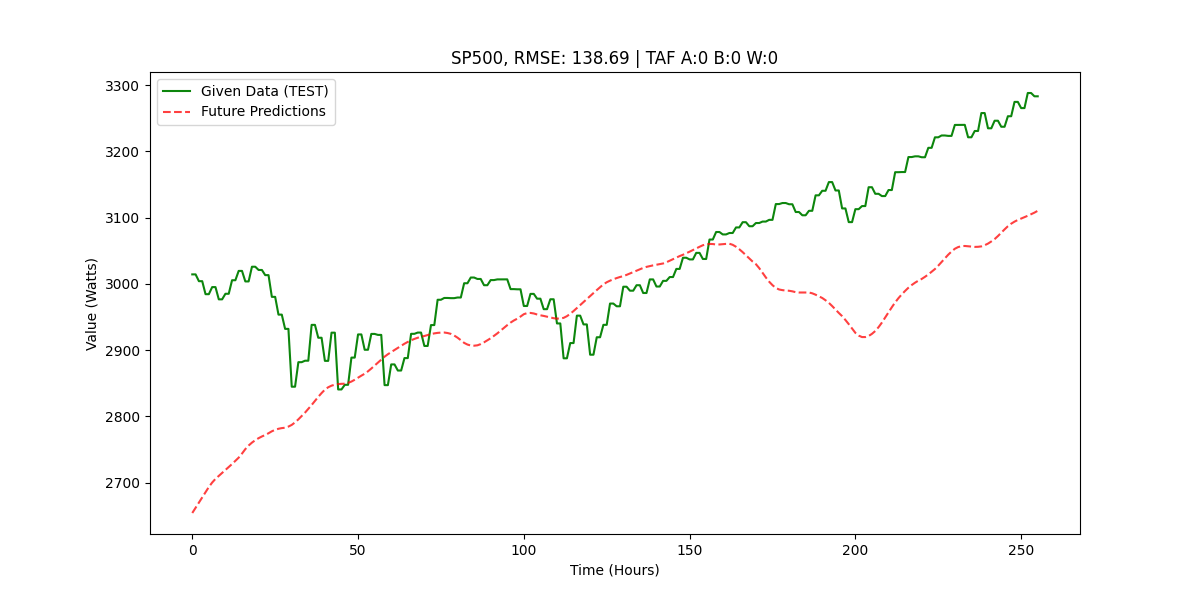 SP500, RMSE: 138.69 | TAF A:0 B:0 W:0
Given Data (TEST)
Future Predictions
3300
3200
3100
3000
2900
2800
2700
Value (Watts)
0 50 100 150 200 250
Time (Hours)